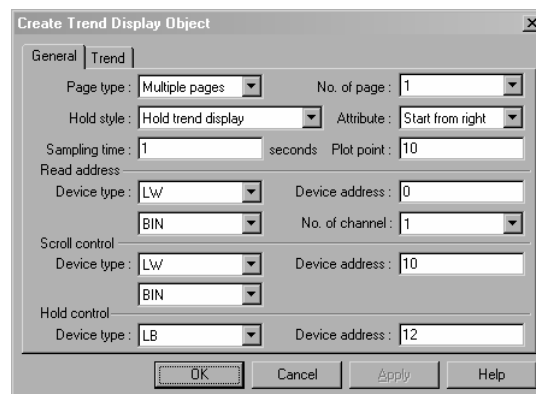 Create Trend Display Object
General Trend
Page type : Multiple pages No. of page : 1
Hold style : Hold trend display Attribute : Start from right
Sampling time : 1 seconds Plot point : 10
Read address
Device type : LW Device address : 0
BIN No. of channel : 1
Scroll control
Device type : LW Device address : 10
BIN
Hold control
Device type : LB Device address : 12
OK Cancel Apply Help